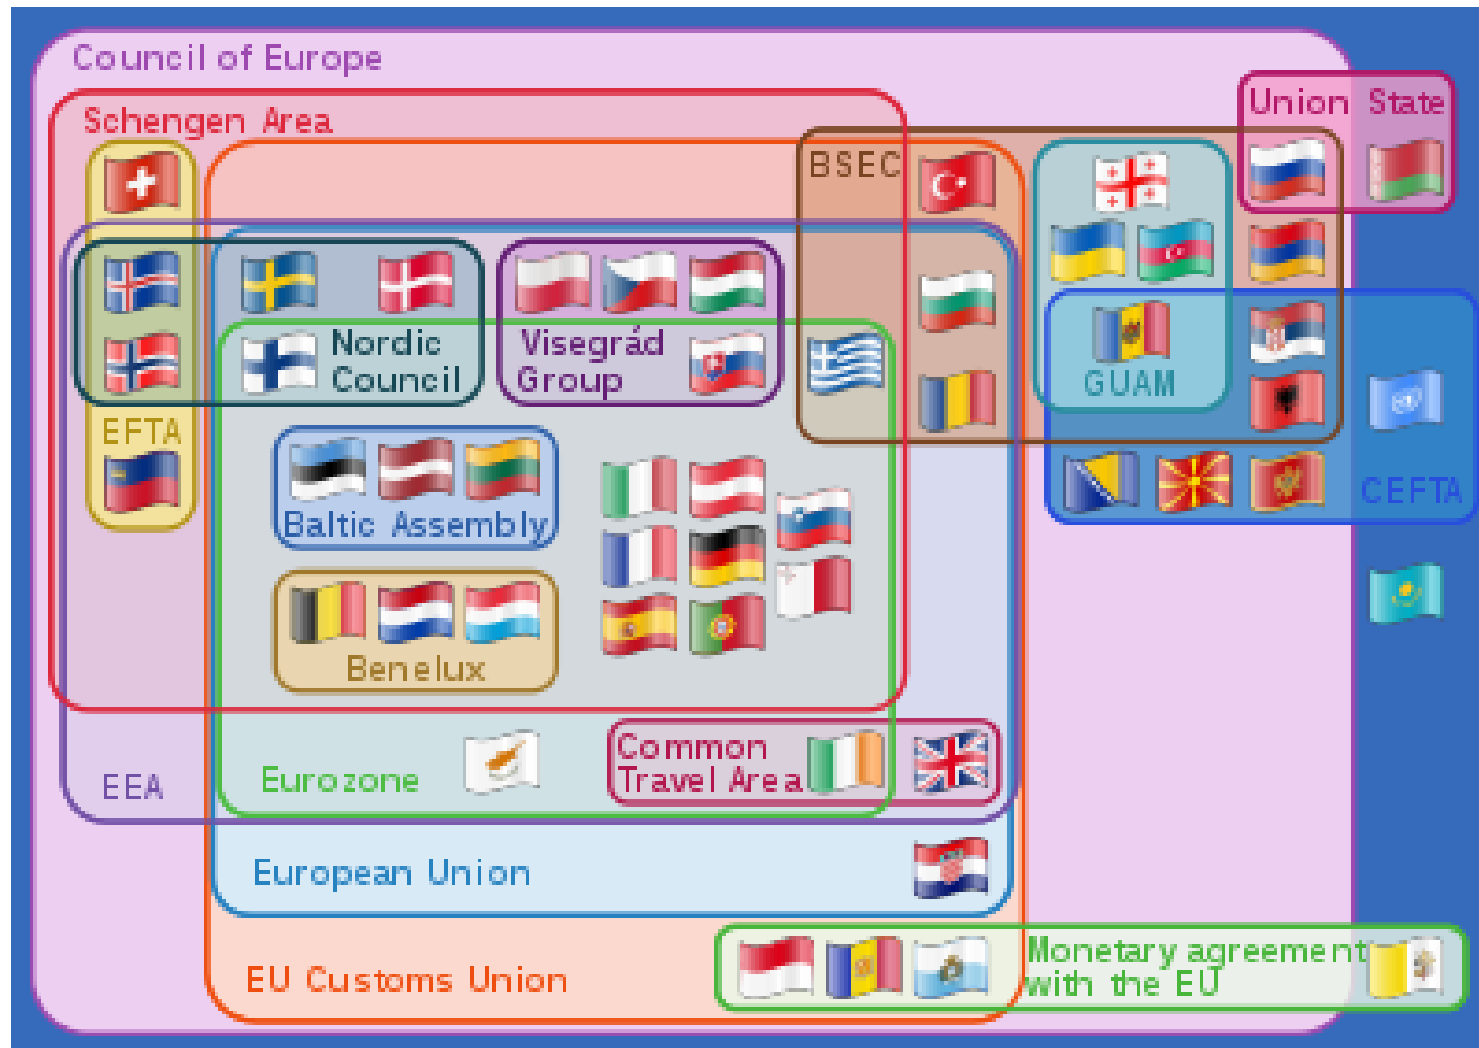 Council of Europe
Schengen Area
Union State
BSEC
Nordic
Council
Visegrád
Group
GUAM
EFTA
CEFTA
Baltic Assembly
Benelux
Common
Travel Area
EEA
Eurozone
European Union
EU Customs Union
Monetary agreement
with the EU